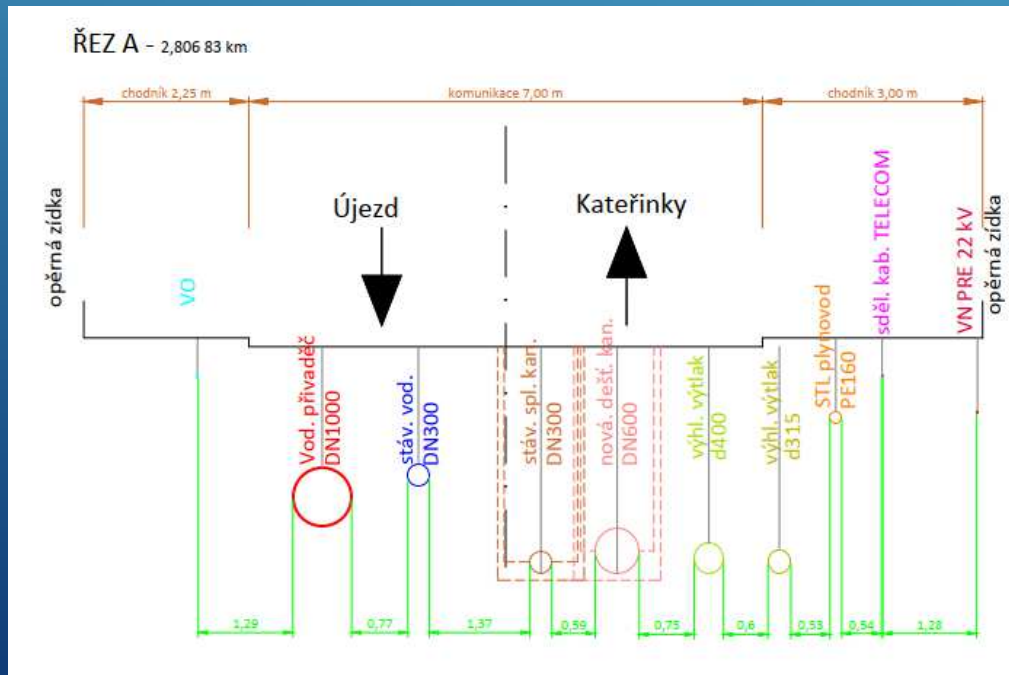 ŘEZ A - 2,806 83 km
chodník 2,25 m
komunikace 7,00 m
chodník 3,00 m
opěrná zídka
Újezd
Kateřinky
opěrná zídka
VO
Vod. přivaděč
DN1000
stáv. vod.
DN300
stáv. spl. kan.
DN300
nová. dešť. kan.
DN600
výhl. výtlak
d400
výhl. výtlak
d315
STL plynovod
PE160
sděl. kab. TELECOM
VN PRE 22 kV
1,29
0,77
1,37
0,59
0,75
0,6
0,53
0,54
1,28